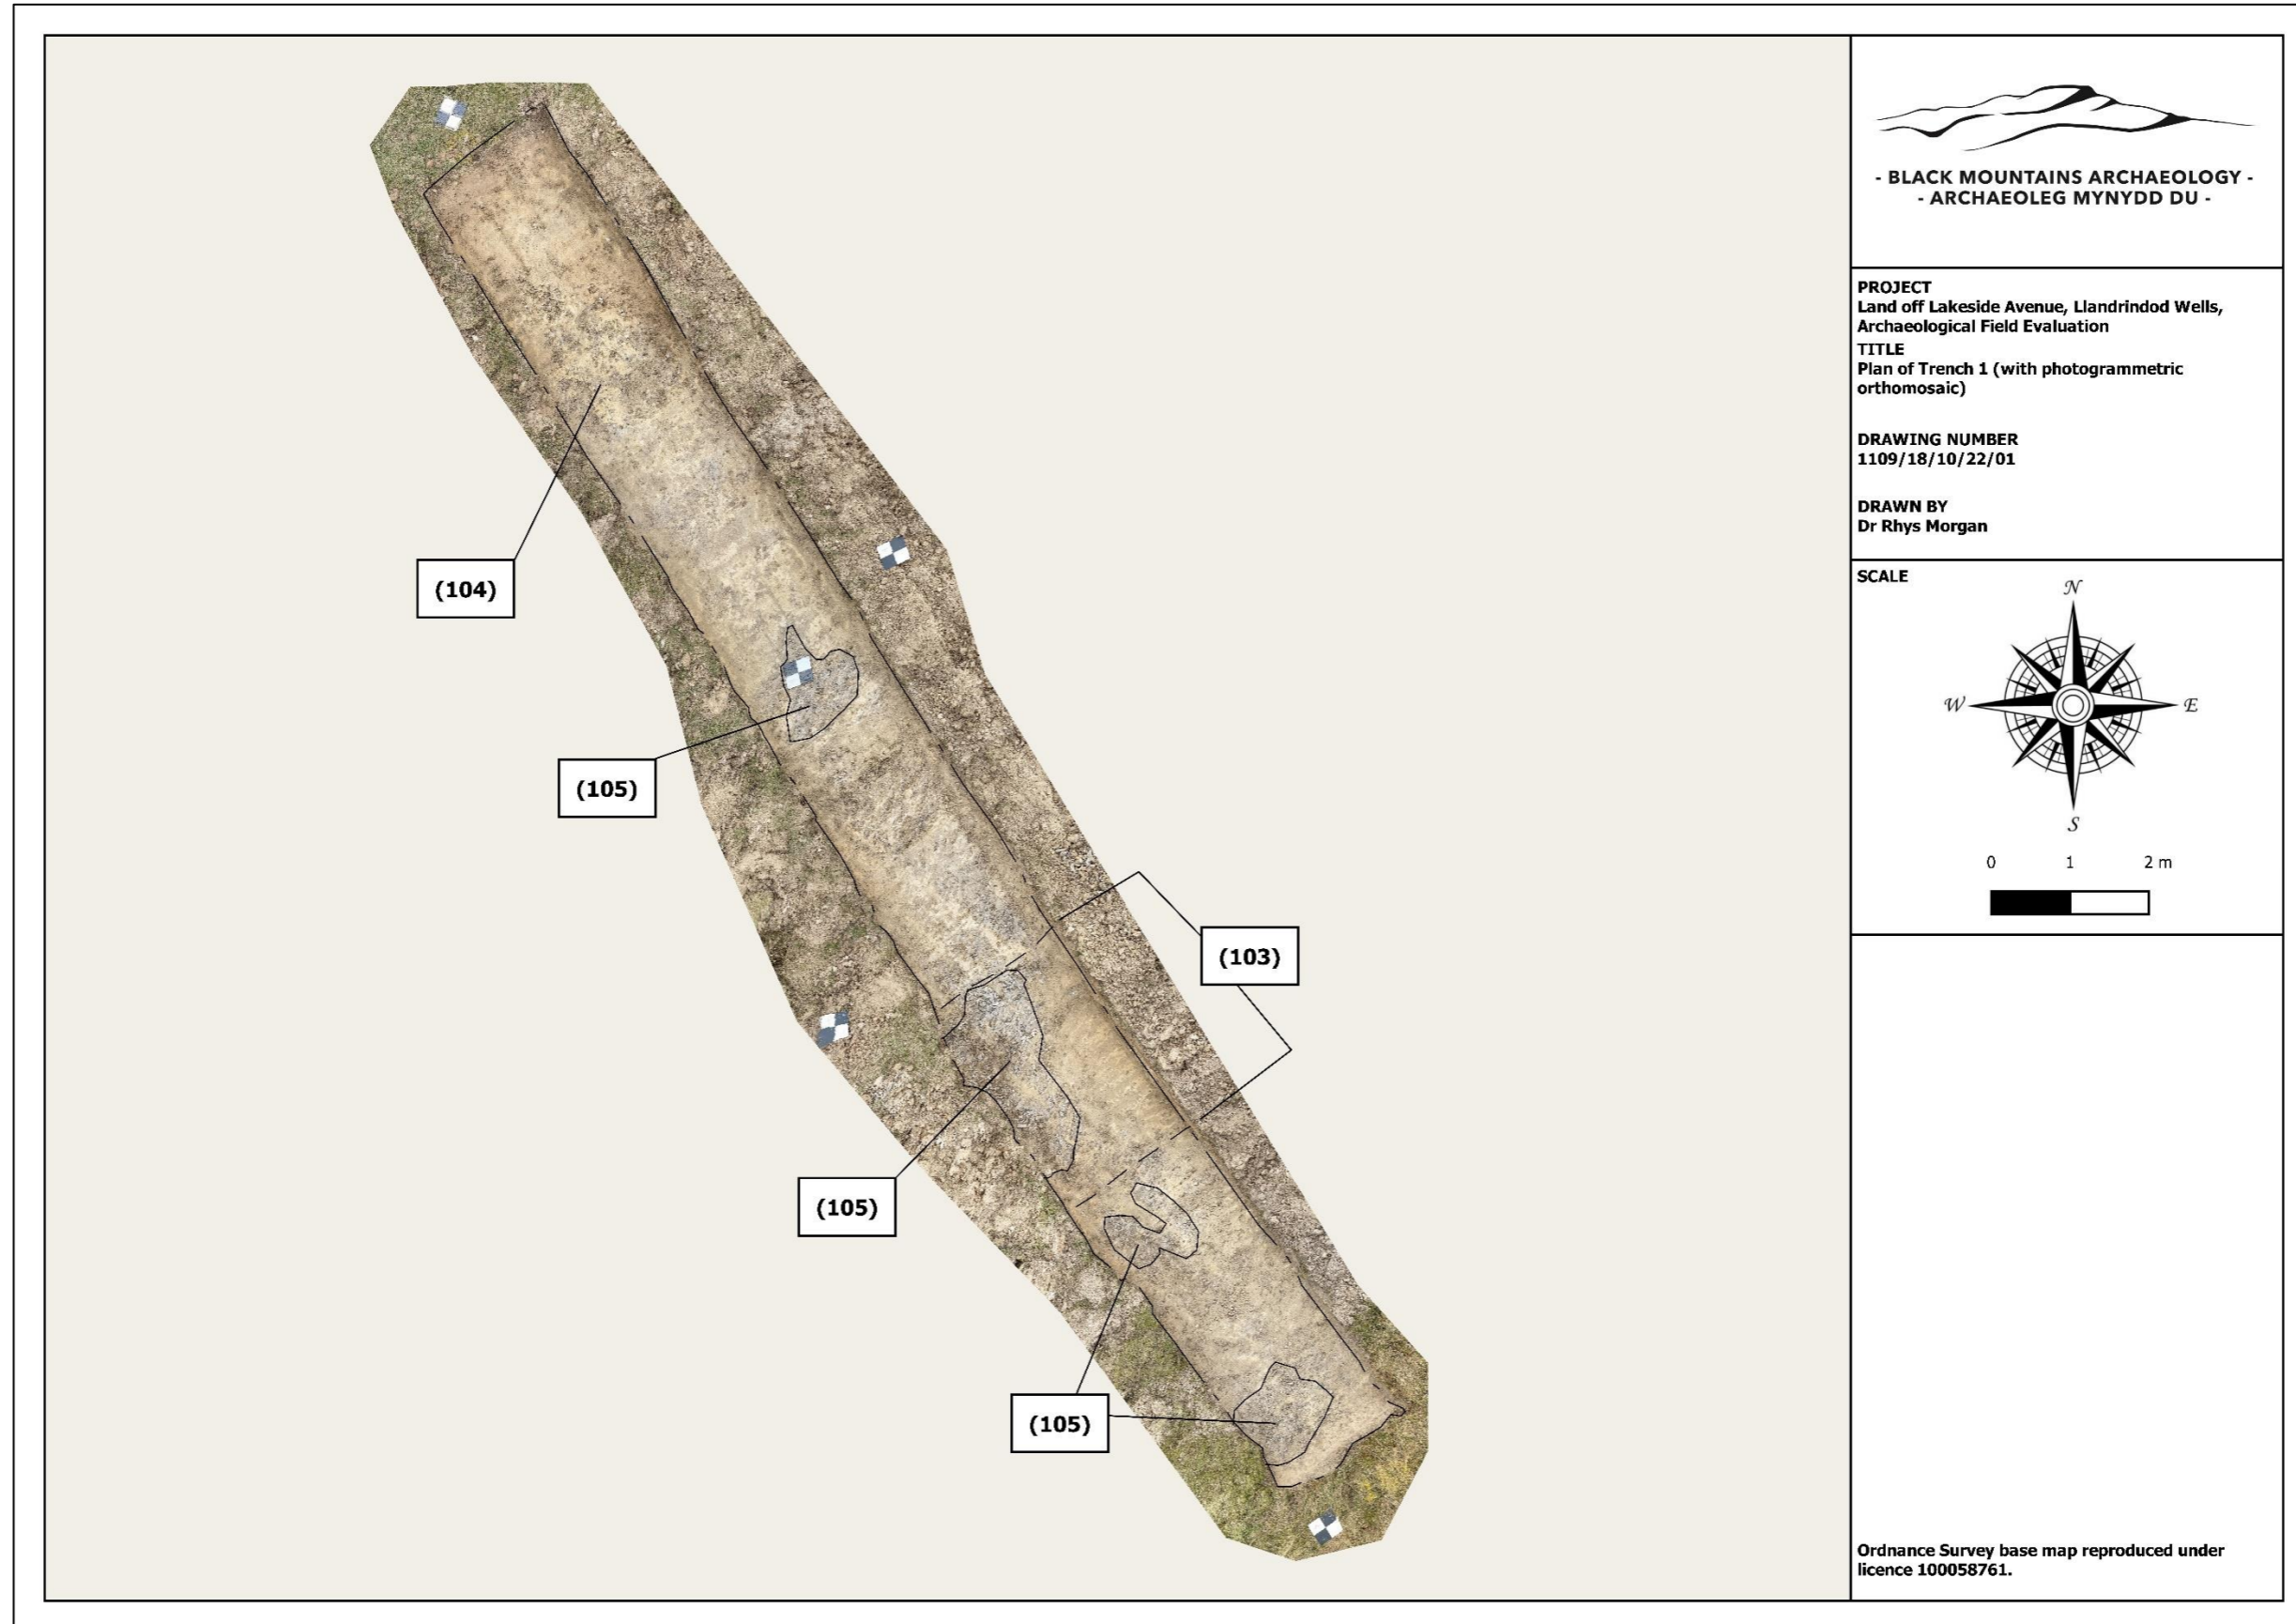 - BLACK MOUNTAINS ARCHAEOLOGY -
- ARCHAEOLEG MYNYDD DU -
PROJECT
Land off Lakeside Avenue, Llandrindod Wells,
Archaeological Field Evaluation
TITLE
Plan of Trench 1 (with photogrammetric
orthomosaic)
DRAWING NUMBER
1109/18/10/22/01
DRAWN BY
Dr Rhys Morgan
SCALE
N
W
E
S
0 1 2 m
(104)
(105)
(103)
(105)
(105)
Ordnance Survey base map reproduced under
licence 100058761.